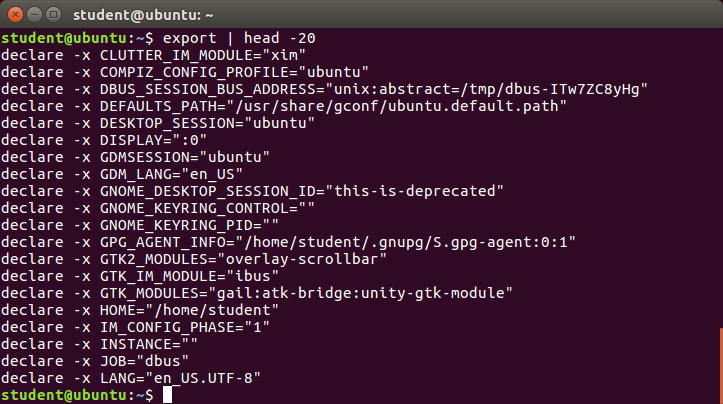 student@ubuntu: ~
student@ubuntu:~$ export | head -20
declare -x CLUTTER_IM_MODULE="xim"
declare -x COMPIZ_CONFIG_PROFILE="ubuntu"
declare -x DBUS_SESSION_BUS_ADDRESS="unix:abstract=/tmp/dbus-ITw7ZC8yHg"
declare -x DEFAULTS_PATH="/usr/share/gconf/ubuntu.default.path"
declare -x DESKTOP_SESSION="ubuntu"
declare -x DISPLAY=":0"
declare -x GDMSESSION="ubuntu"
declare -x GDM_LANG="en_US"
declare -x GNOME_DESKTOP_SESSION_ID="this-is-deprecated"
declare -x GNOME_KEYRING_CONTROL=""
declare -x GNOME_KEYRING_PID=""
declare -x GPG_AGENT_INFO="/home/student/.gnupg/S.gpg-agent:0:1"
declare -x GTK2_MODULES="overlay-scrollbar"
declare -x GTK_IM_MODULE="ibus"
declare -x GTK_MODULES="gail:atk-bridge:unity-gtk-module"
declare -x HOME="/home/student"
declare -x IM_CONFIG_PHASE="1"
declare -x INSTANCE=""
declare -x JOB="dbus"
declare -x LANG="en_US.UTF-8"
student@ubuntu:~$